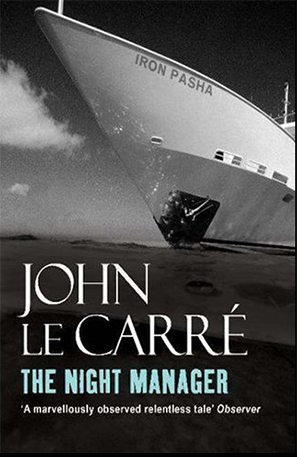 IRON PASHA
JOHN
LE CARRÉ
THE NIGHT MANAGER
‘A marvellously observed relentless tale’ Observer